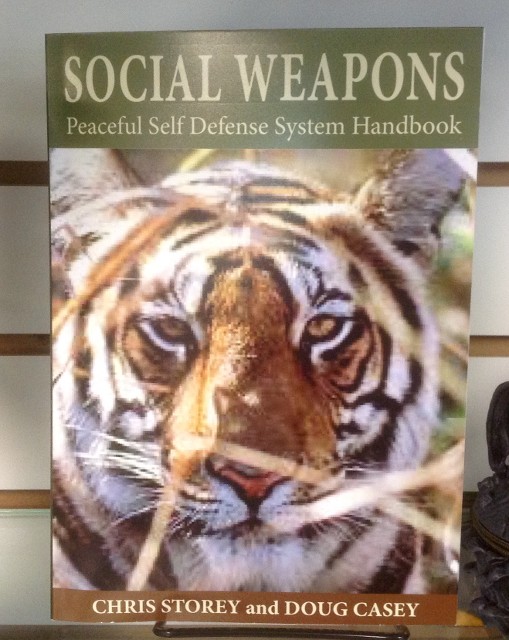 SOCIAL WEAPONS
Peaceful Self Defense System Handbook
CHRIS STOREY and DOUG CASEY